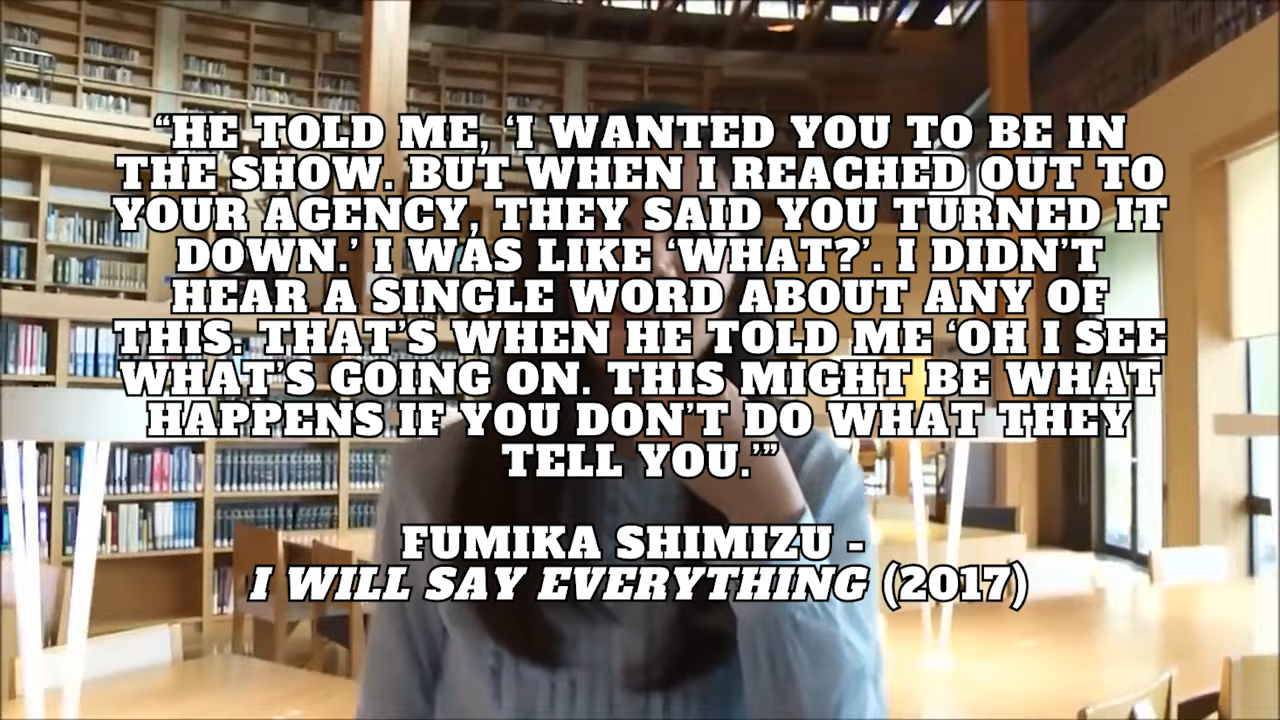 “HE TOLD ME, ‘I WANTED YOU TO BE IN
THE SHOW. BUT WHEN I REACHED OUT TO
YOUR AGENCY, THEY SAID YOU TURNED IT
DOWN.’ I WAS LIKE ‘WHAT?’. I DIDN’T
HEAR A SINGLE WORD ABOUT ANY OF
THIS. THAT’S WHEN HE TOLD ME ‘OH I SEE
WHAT’S GOING ON. THIS MIGHT BE WHAT
HAPPENS IF YOU DON’T DO WHAT THEY
TELL YOU.’”
FUMIKA SHIMIZU -
I WILL SAY EVERYTHING (2017)